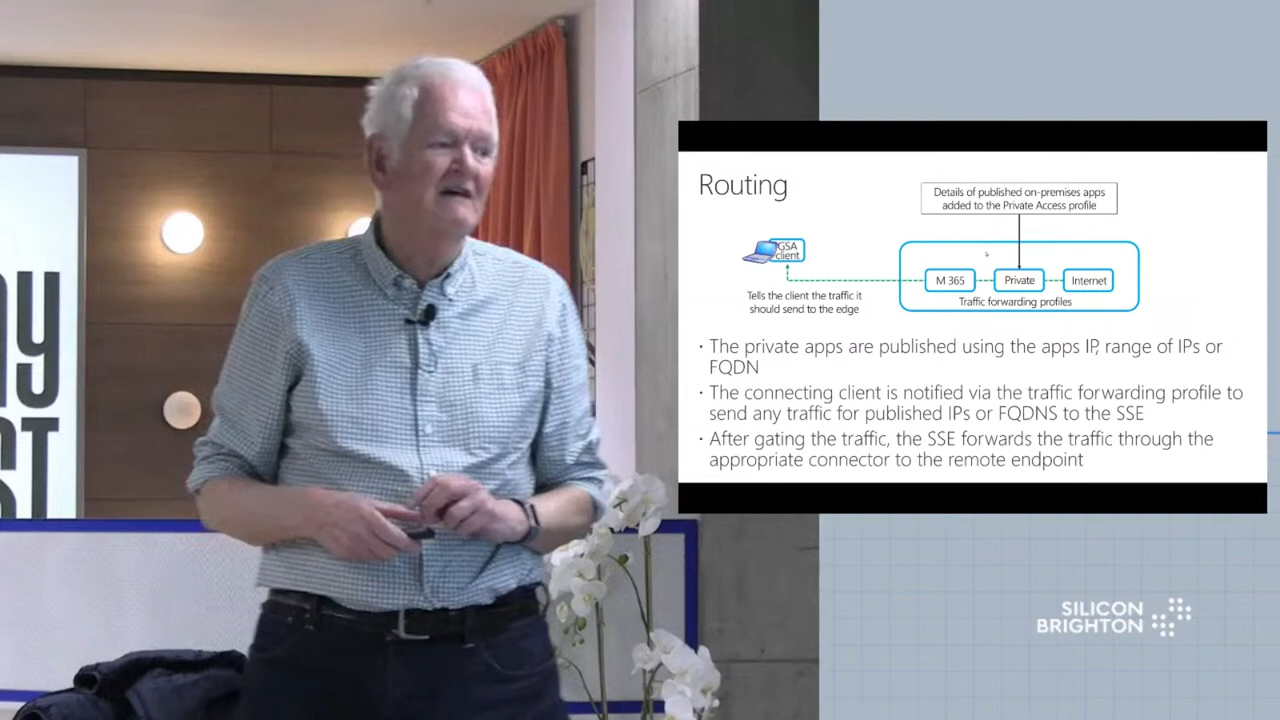 Routing
Details of published on-premises apps
added to the Private Access profile
GSA
client
M 365
Private
Internet
Traffic forwarding profiles
Tells the client the traffic it
should send to the edge
· The private apps are published using the apps IP, range of IPs or
FQDN
· The connecting client is notified via the traffic forwarding profile to
send any traffic for published IPs or FQDNS to the SSE
· After gating the traffic, the SSE forwards the traffic through the
appropriate connector to the remote endpoint
SILICON
BRIGHTON